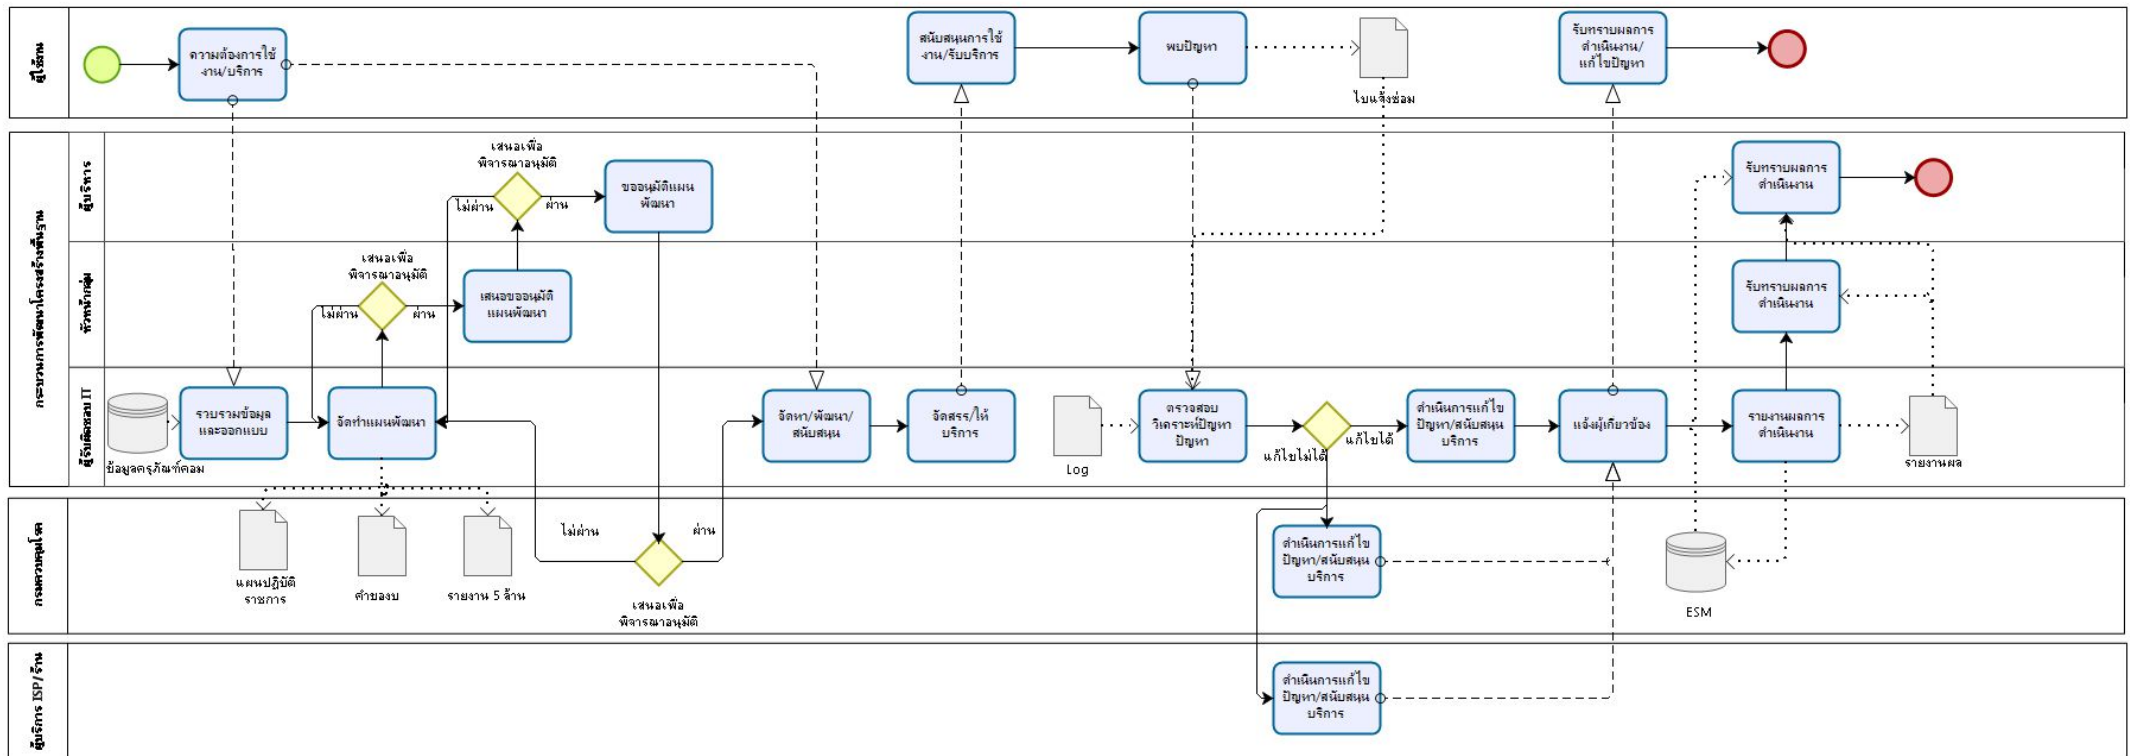 ผู้ใช้งาน
ความต้องการใช้
งาน/บริการ
สนับสนุนการใช้
งาน/รับบริการ
พบปัญหา
ใบแจ้งซ่อม
รับทราบผลการ
ดำเนินงาน/
แก้ไขปัญหา
กระบวนการพัฒนาโครงสร้างพื้นฐาน
ผู้บริหาร
เสนอเพื่อ
พิจารณาอนุมัติ
ไม่ผ่าน
ผ่าน
ขออนุมัติแผน
พัฒนา
รับทราบผลการ
ดำเนินงาน
หัวหน้ากลุ่ม
เสนอเพื่อ
พิจารณาอนุมัติ
ไม่ผ่าน
ผ่าน
เสนอขออนุมัติ
แผนพัฒนา
รับทราบผลการ
ดำเนินงาน
ผู้รับผิดชอบ IT
ข้อมูลครุภัณฑ์คอม
รวบรวมข้อมูล
และออกแบบ
จัดทำแผนพัฒนา
จัดหา/พัฒนา/
สนับสนุน
จัดสรร/ให้
บริการ
Log
ตรวจสอบ
วิเคราะห์ปัญหา
ปัญหา
แก้ไขไม่ได้
แก้ไขได้
ดำเนินการแก้ไข
ปัญหา/สนับสนุน
บริการ
แจ้งผู้เกี่ยวข้อง
รายงานผลการ
ดำเนินงาน
รายงานผล
กรมควบคุมโรค
แผนปฏิบัติ
ราชการ
คำของบ
รายงาน 5 ล้าน
ไม่ผ่าน
ผ่าน
เสนอเพื่อ
พิจารณาอนุมัติ
ดำเนินการแก้ไข
ปัญหา/สนับสนุน
บริการ
ESM
ผู้บริการ ISP/ร้าน
ดำเนินการแก้ไข
ปัญหา/สนับสนุน
บริการ